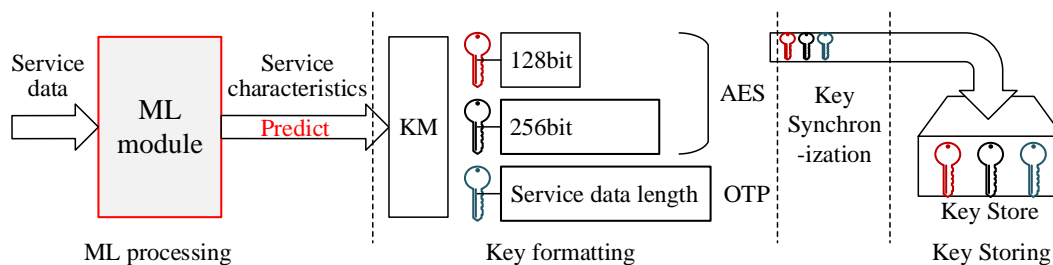 Service
data
ML
module
Service
characteristics
Predict
KM
128bit
256bit
Service data length
AES
OTP
Key
Synchron
-ization
Key Store
ML processing
Key formatting
Key Storing